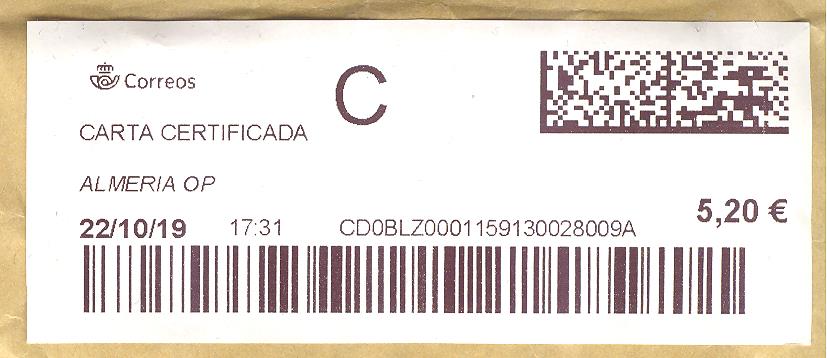 Correos
C
CARTA CERTIFICADA
ALMERIA OP
5,20 €
22/10/19 17:31 CD0BLZ0001159130028009A